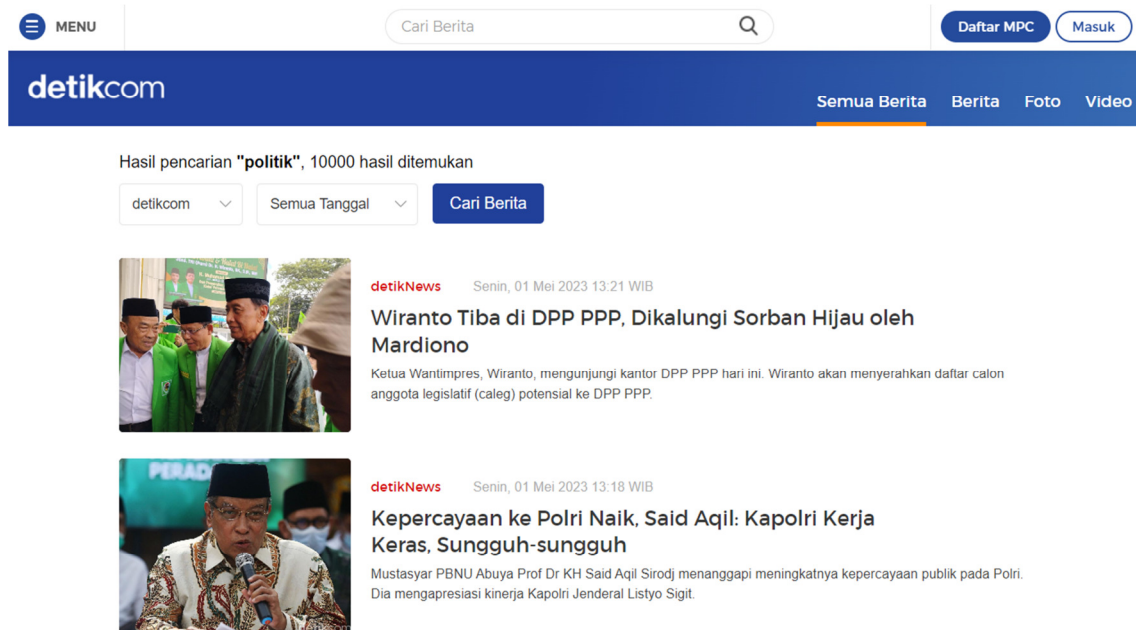 MENU
Cari Berita
Daftar MPC
Masuk
detikcom
Semua Berita
Berita
Foto
Video
Hasil pencarian "politik", 10000 hasil ditemukan
detikcom
Semua Tanggal
Cari Berita
detikNews
Senin, 01 Mei 2023 13:21 WIB
Wiranto Tiba di DPP PPP, Dikalungi Sorban Hijau oleh
Mardiono
Ketua Wantimpres, Wiranto, mengunjungi kantor DPP PPP hari ini. Wiranto akan menyerahkan daftar calon
anggota legislatif (caleg) potensial ke DPP PPP.
PERAD
detikNews
Senin, 01 Mei 2023 13:18 WIB
Kepercayaan ke Polri Naik, Said Aqil: Kapolri Kerja
Keras, Sungguh-sungguh
Mustasyar PBNU Abuya Prof Dr KH Said Aqil Sirodj menanggapi meningkatnya kepercayaan publik pada Polri.
Dia mengapresiasi kinerja Kapolri Jenderal Listyo Sigit.